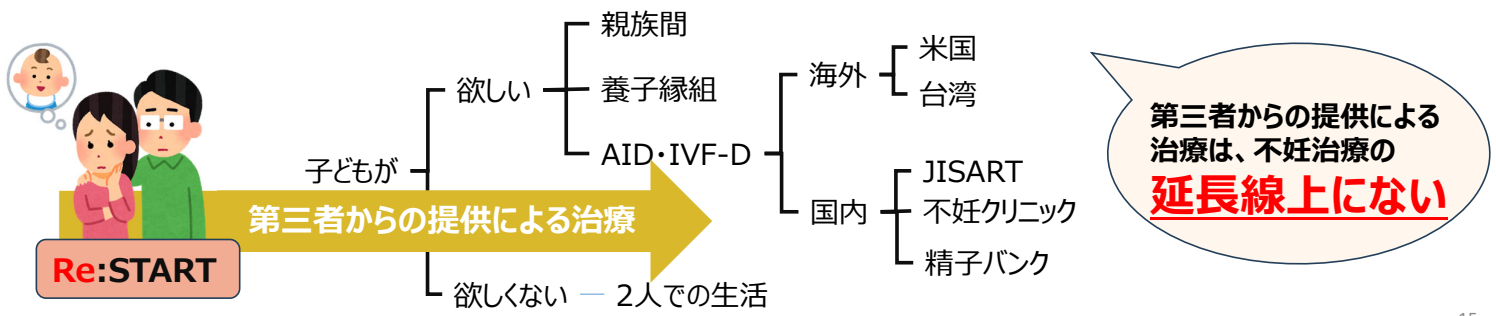 親族間
米国
海外
台湾
欲しい
養子縁組
AID・IVF-D
子どもが
第三者からの提供による治療
JISART
国内
不妊クリニック
精子バンク
Re:START
欲しくない
2人での生活
第三者からの提供による
治療は、不妊治療の
延長線上にない